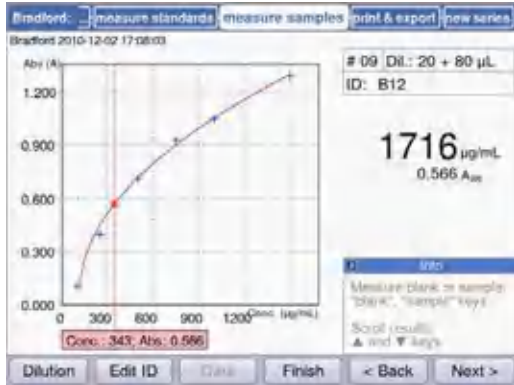 Bradford: measure standards measure samples print & export new series
Bradford 2010-12-02 17:08:03
Abs (A)
1.200
0.900
0.600
0.300
0.000
0 300 600 900 1200 Conc. (µg/mL)
Conc.: 343; Abs: 0.566
# 09 Dil.: 20 + 80 µL
ID: B12
1716 µg/mL
0.566 A
Info
Measure blank or sample:
"blank", "sample" keys
Scroll results:
▲ and ▼ keys
Dilution Edit ID Data Finish < Back Next >